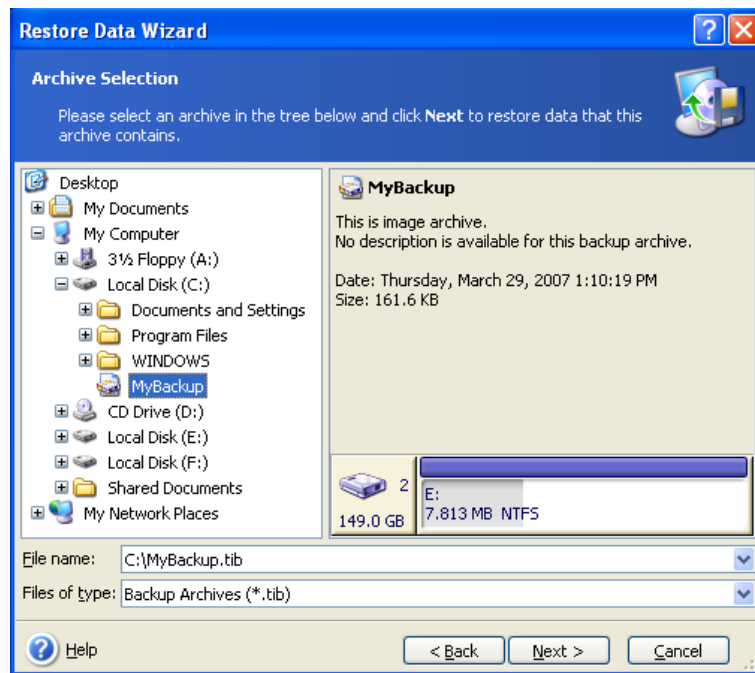 Restore Data Wizard
Archive Selection
Please select an archive in the tree below and click Next to restore data that this
archive contains.
Desktop
My Documents
My Computer
3½ Floppy (A:)
Local Disk (C:)
Documents and Settings
Program Files
WINDOWS
MyBackup
CD Drive (D:)
Local Disk (E:)
Local Disk (F:)
Shared Documents
My Network Places
MyBackup
This is image archive.
No description is available for this backup archive.
Date: Thursday, March 29, 2007 1:10:19 PM
Size: 161.6 KB
2
149.0 GB
E:
7.813 MB NTFS
File name: C:\MyBackup.tib
Files of type: Backup Archives (*.tib)
Help
< Back
Next >
Cancel